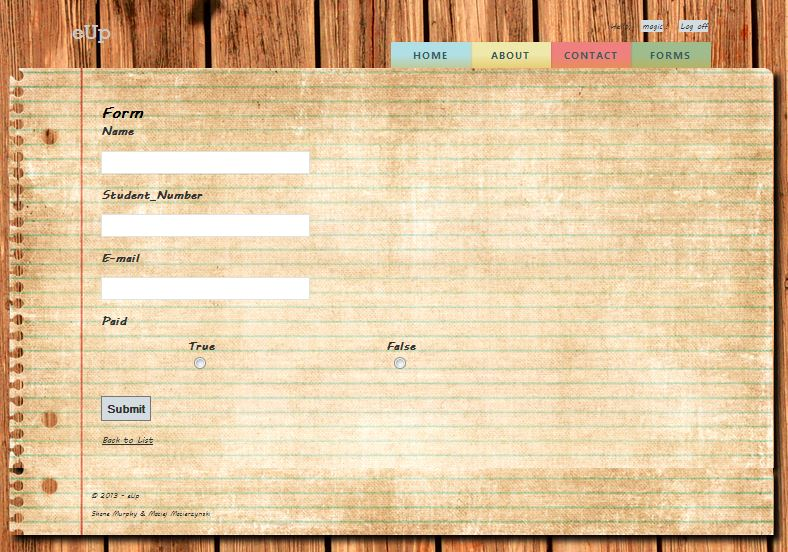 eUp
Hello, magic! Log off
HOME ABOUT CONTACT FORMS
Form
Name
Student_Number
E-mail
Paid
True False
Submit
Back to List
© 2013 - eUp
Shane Murphy & Maciej Macierzynski